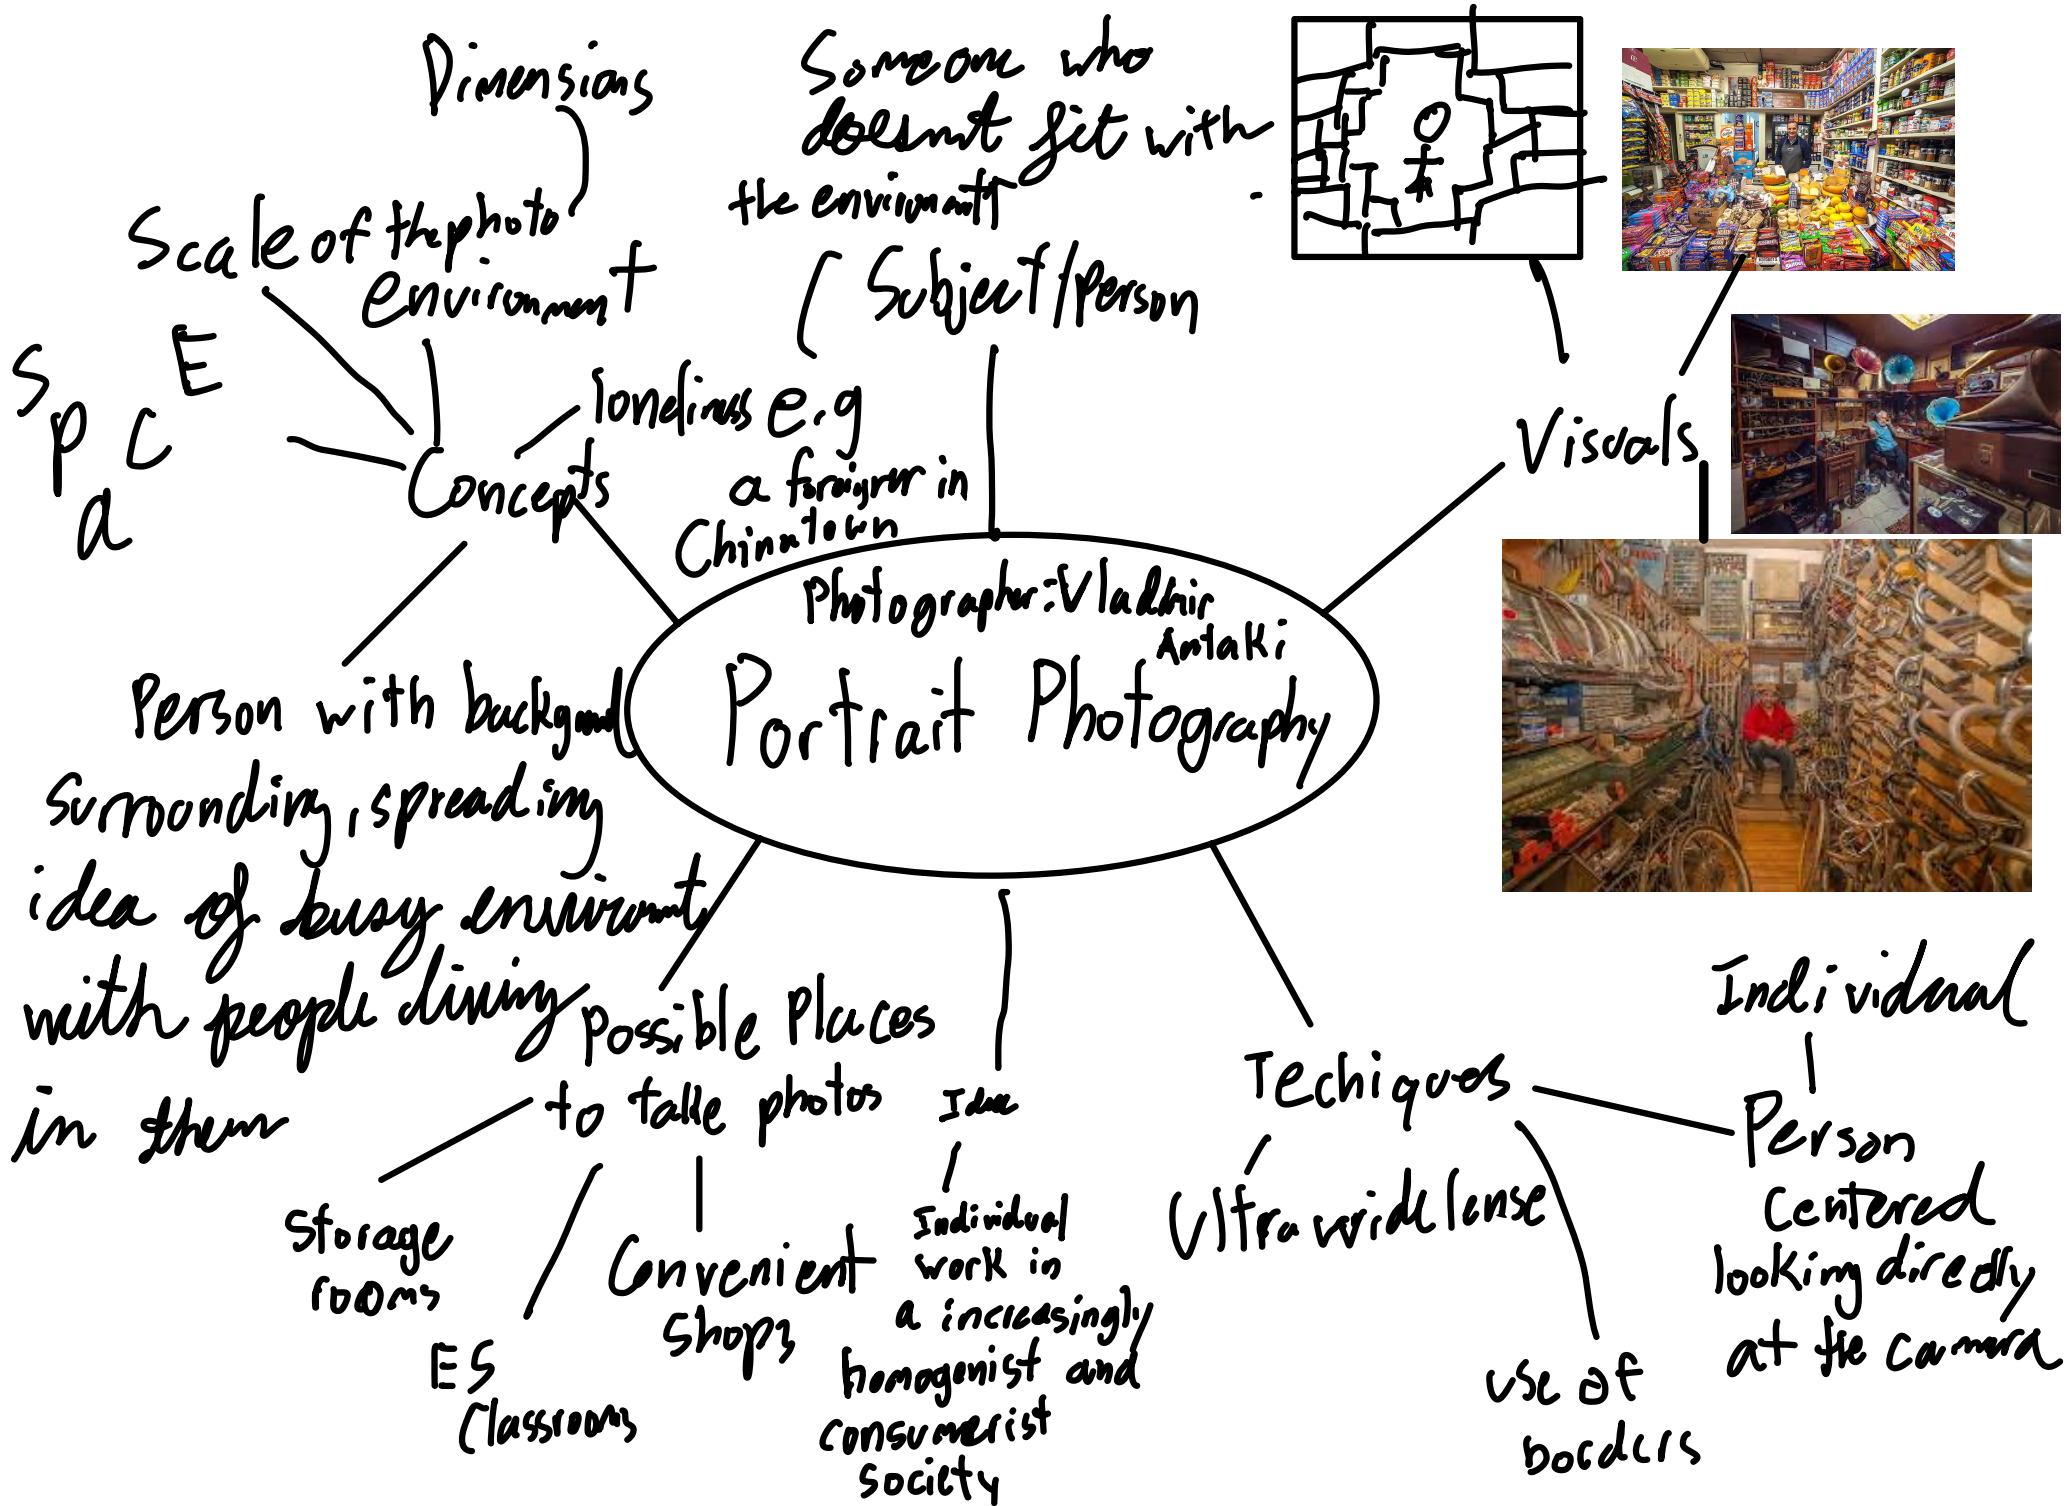 Dimensions
Scale of the photo
environment
S
p
a
C
E
Concepts
loneliness e.g
a foreigner in
Chinatown
Someone who
doesnt fit with
the enviroment
Subject/person
Visuals
Photographer: Vladmir
Antaki
Portrait Photography
Person with background
surrounding, spreading
idea of busy enviroment
with people living
in them
Possible Places
to take photos
Storage
rooms
ES
Classrooms
Convenient
Shops
Idea
Individual
work in
a increasingly
homogenist and
consumerist
society
Techiques
Ultra wride lense
use of
borders
Individual
Person
centered
looking directly
at the camera